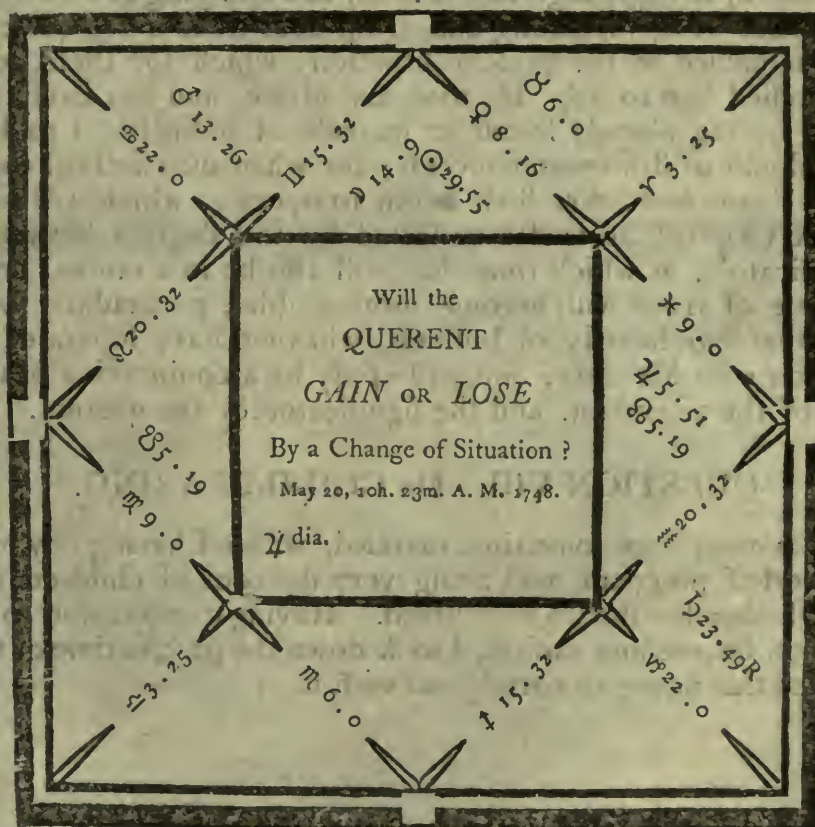 ♂ 13.26
♋22.0
♊15.32
☽ 14.9
☉29.55
♀ 8.16
♉6.0
♈ 3.25
♌20.32
♓9.0
♃5.51
☊5.19
☋5.19
♍9.0
♒20.32
♎3.25
♏6.0
♐15.32
♄23.49R
♑22.0
Will the
QUERENT
GAIN OR LOSE
By a Change of Situation ?
May 20, 10h. 23m. A. M. 1748.
♃ dia.